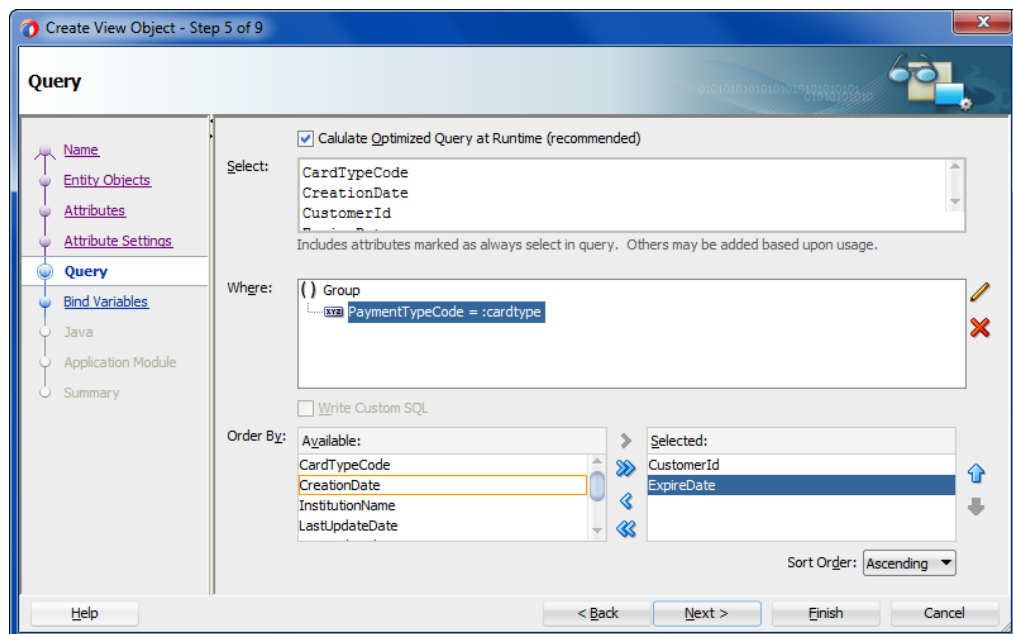 Create View Object - Step 5 of 9
Query
Name
Entity Objects
Attributes
Attribute Settings
Query
Bind Variables
Java
Application Module
Summary
Calulate Optimized Query at Runtime (recommended)
Select:
CardTypeCode
CreationDate
CustomerId
Includes attributes marked as always select in query. Others may be added based upon usage.
Where:
() Group
XYZ PaymentTypeCode = :cardtype
Write Custom SQL
Order By:
Available:
CardTypeCode
CreationDate
InstitutionName
LastUpdateDate
Selected:
CustomerId
ExpireDate
Sort Order: Ascending
Help
< Back
Next >
Finish
Cancel